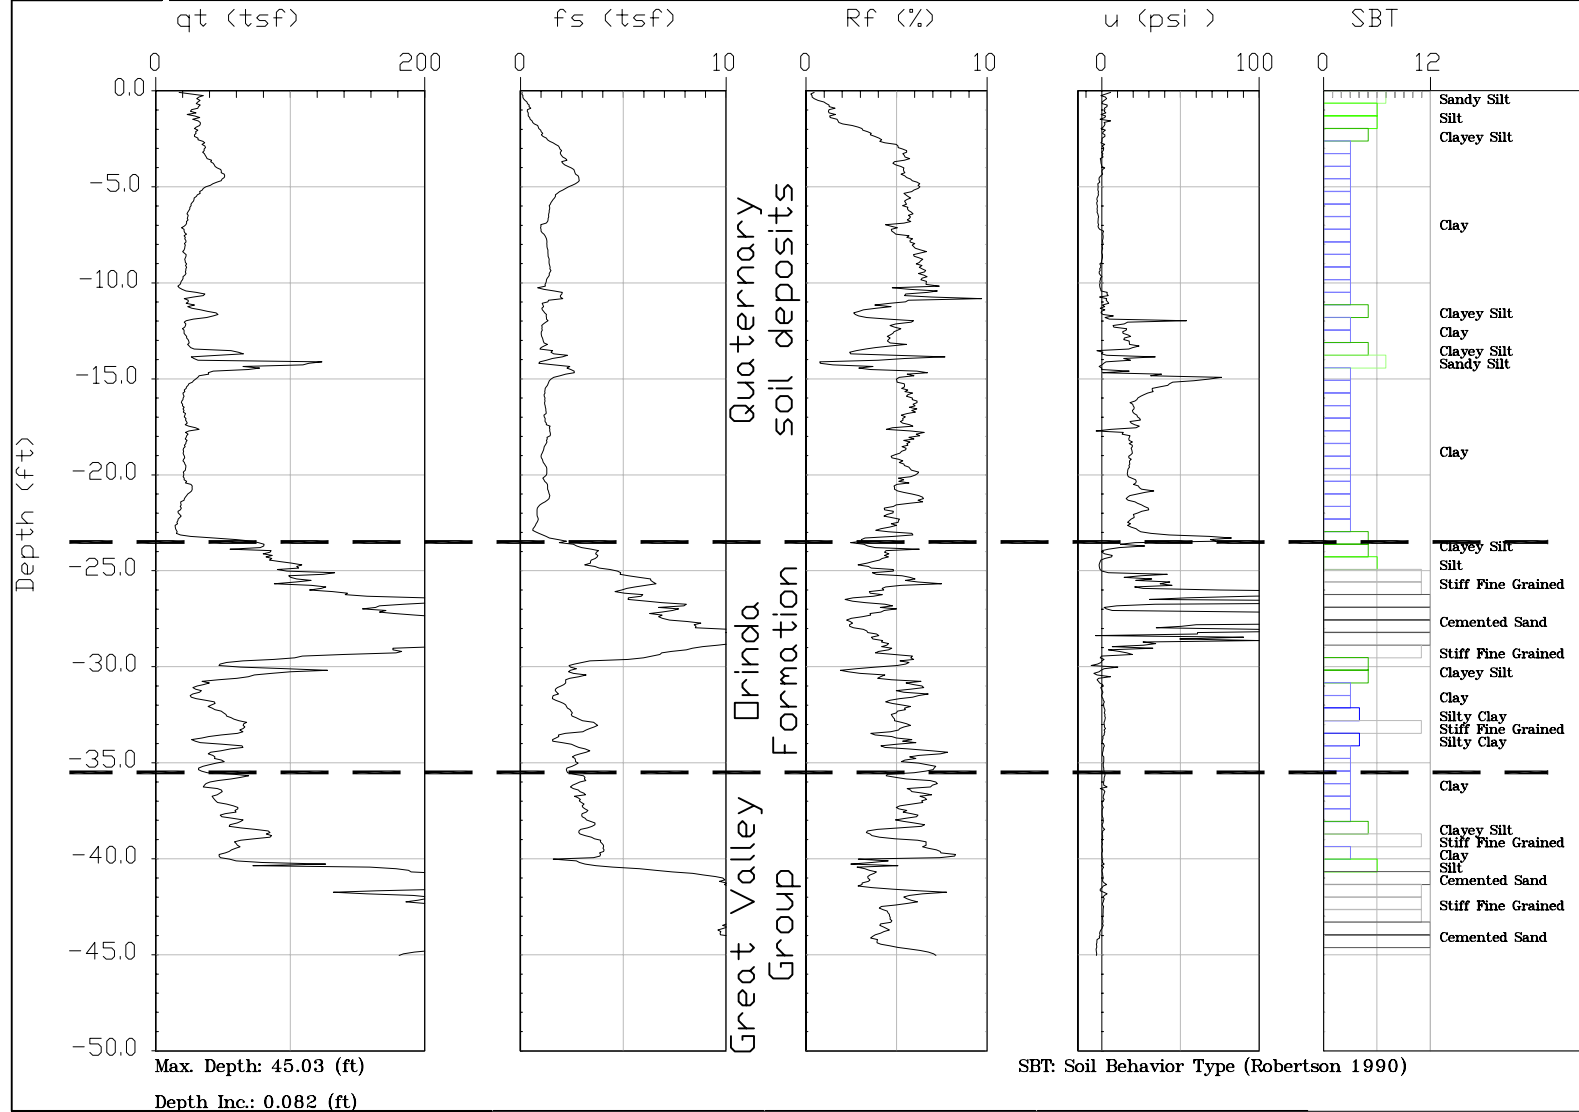 qt (tsf)
fs (tsf)
Rf (%)
u (psi )
SBT
0
200
0
10
0
10
0
100
0
12
0.0
-5.0
-10.0
-15.0
-20.0
-25.0
-30.0
-35.0
-40.0
-45.0
-50.0
Depth (ft)
Quaternary
soil deposits
Orinda
Formation
Great Valley
Group
Sandy Silt
Silt
Clayey Silt
Clay
Clayey Silt
Clay
Clayey Silt
Sandy Silt
Clay
Clayey Silt
Silt
Stiff Fine Grained
Cemented Sand
Stiff Fine Grained
Clayey Silt
Clay
Silty Clay
Stiff Fine Grained
Silty Clay
Clay
Clayey Silt
Stiff Fine Grained
Clay
Silt
Cemented Sand
Stiff Fine Grained
Cemented Sand
Max. Depth: 45.03 (ft)
SBT: Soil Behavior Type (Robertson 1990)
Depth Inc.: 0.082 (ft)